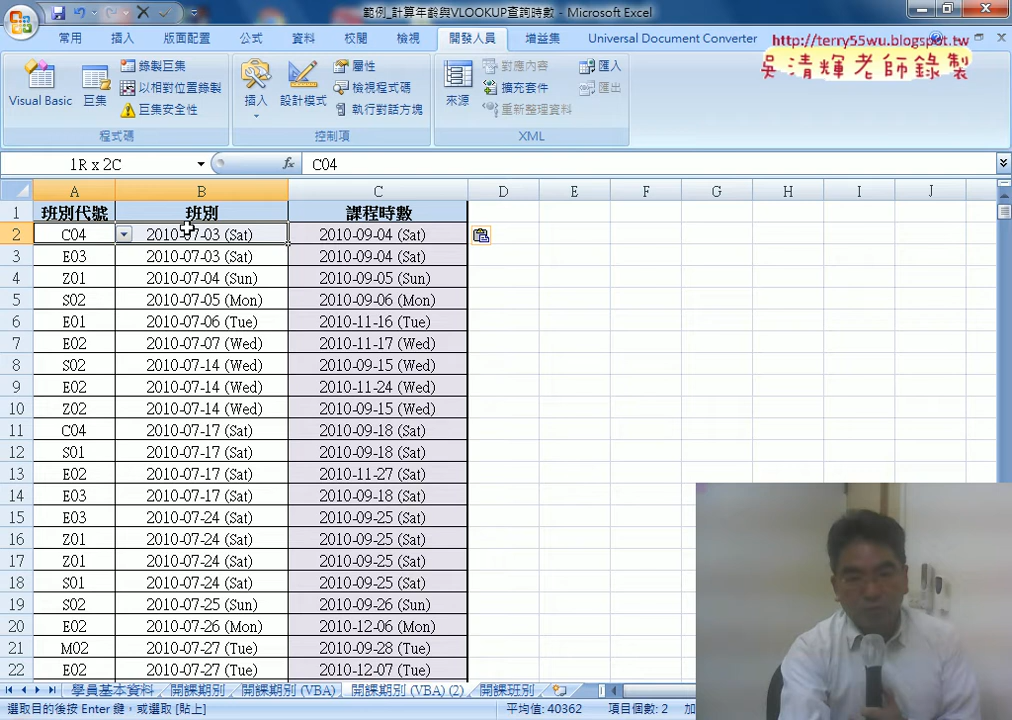 範例_計算年齡與VLOOKUP查詢時數 - Microsoft Excel
常用 插入 版面配置 公式 資料 校閱 檢視 開發人員 增益集 Universal Document Converter
http://terry55wu.blogspot.tw
吳清輝老師錄製
Visual Basic 巨集 錄製巨集 以相對位置錄製 巨集安全性
程式碼
插入 設計模式 屬性 檢視程式碼 執行對話方塊
控制項
來源 對應內容 擴充套件 重新整理資料 匯入 匯出
XML
1R x 2C fx C04
A B C D E F G H I J
1 班別代號 班別 課程時數
2 C04 2010-07-03 (Sat) 2010-09-04 (Sat)
3 E03 2010-07-03 (Sat) 2010-09-04 (Sat)
4 Z01 2010-07-04 (Sun) 2010-09-05 (Sun)
5 S02 2010-07-05 (Mon) 2010-09-06 (Mon)
6 E01 2010-07-06 (Tue) 2010-11-16 (Tue)
7 E02 2010-07-07 (Wed) 2010-11-17 (Wed)
8 S02 2010-07-14 (Wed) 2010-09-15 (Wed)
9 E02 2010-07-14 (Wed) 2010-11-24 (Wed)
10 Z02 2010-07-14 (Wed) 2010-09-15 (Wed)
11 C04 2010-07-17 (Sat) 2010-09-18 (Sat)
12 S01 2010-07-17 (Sat) 2010-09-18 (Sat)
13 E02 2010-07-17 (Sat) 2010-11-27 (Sat)
14 E03 2010-07-17 (Sat) 2010-09-18 (Sat)
15 E03 2010-07-24 (Sat) 2010-09-25 (Sat)
16 Z01 2010-07-24 (Sat) 2010-09-25 (Sat)
17 Z01 2010-07-24 (Sat) 2010-09-25 (Sat)
18 S01 2010-07-24 (Sat) 2010-09-25 (Sat)
19 S02 2010-07-25 (Sun) 2010-09-26 (Sun)
20 E02 2010-07-26 (Mon) 2010-12-06 (Mon)
21 M02 2010-07-27 (Tue) 2010-09-28 (Tue)
22 E02 2010-07-27 (Tue) 2010-12-07 (Tue)
學員基本資料 開課期別 開課期別 (VBA) 開課期別 (VBA) (2) 開課班別
選取目的後按 Enter 鍵，或選取 [貼上] 平均值: 40362 項目個數: 2 加